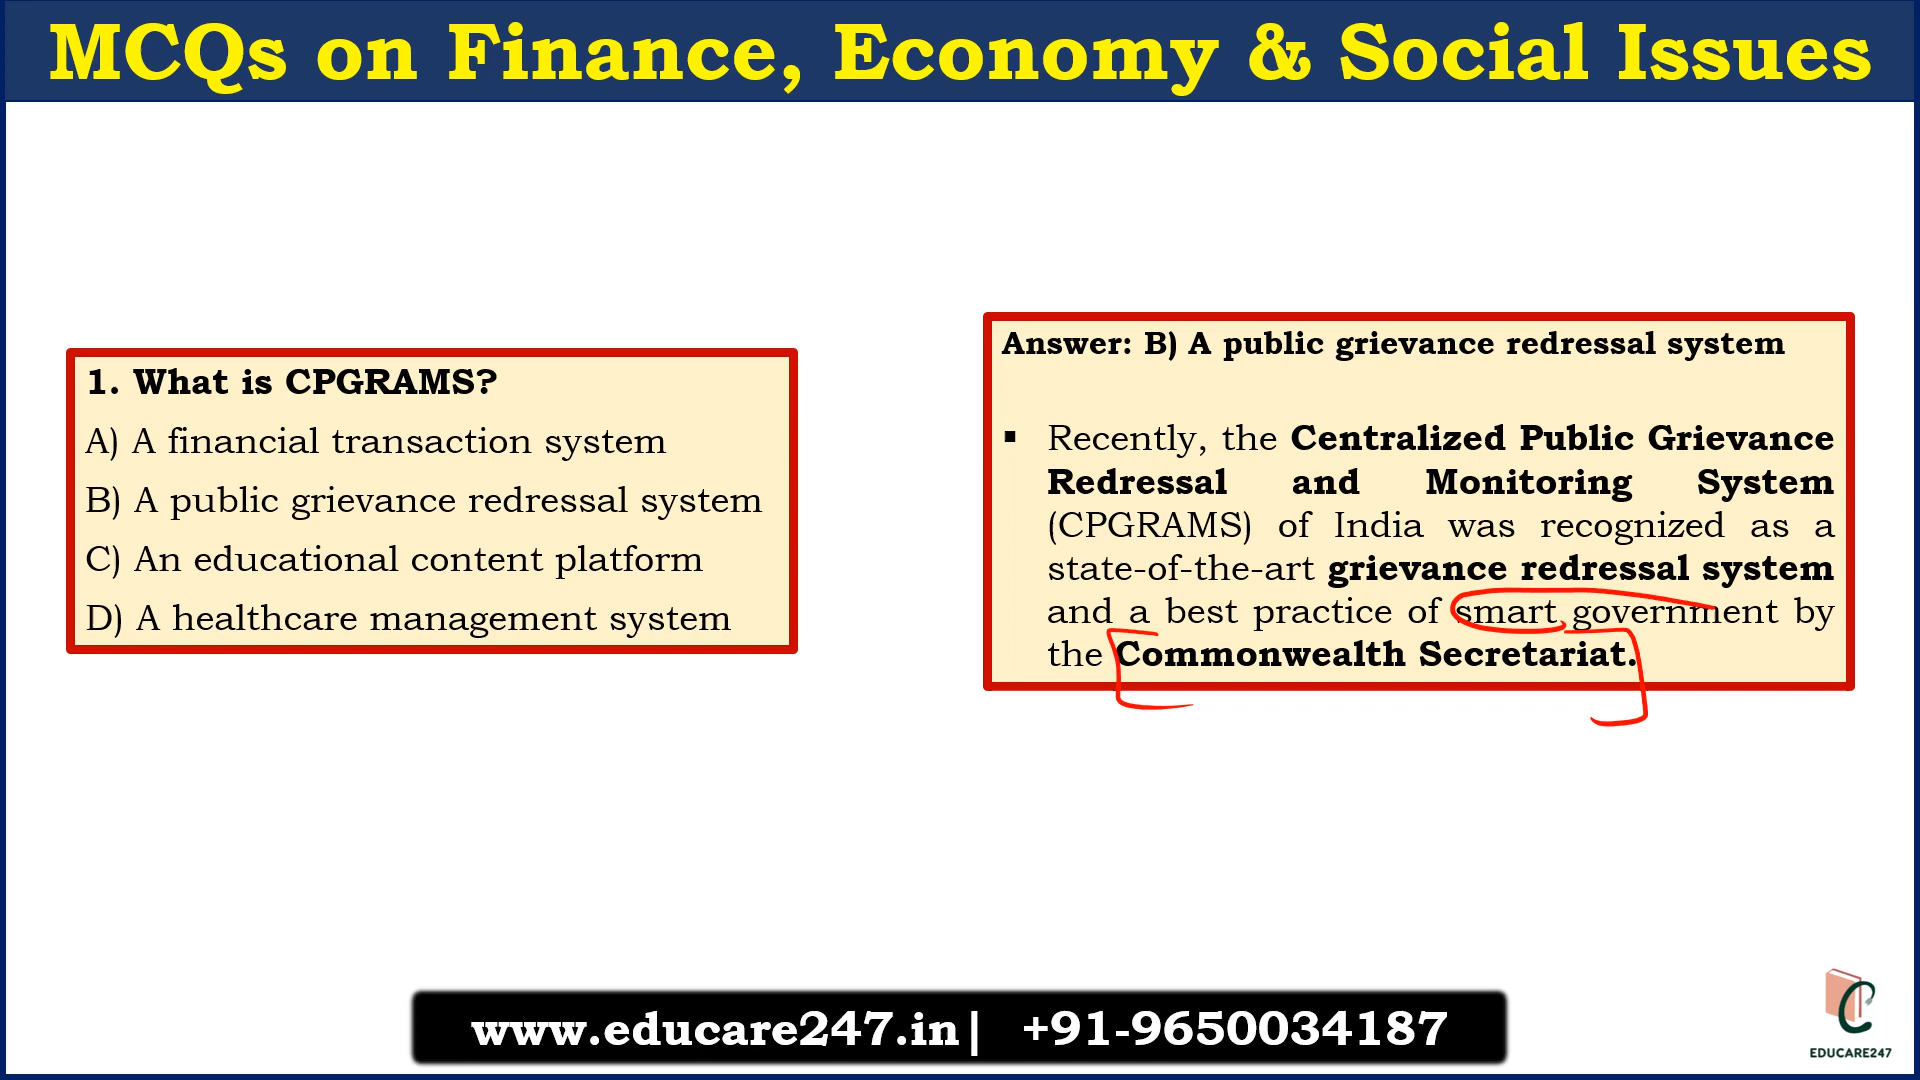 MCQs on Finance, Economy & Social Issues
1. What is CPGRAMS?
A) A financial transaction system
B) A public grievance redressal system
C) An educational content platform
D) A healthcare management system
Answer: B) A public grievance redressal system
▪ Recently, the Centralized Public Grievance
Redressal and Monitoring System
(CPGRAMS) of India was recognized as a
state-of-the-art grievance redressal system
and a best practice of smart government by
the Commonwealth Secretariat.
www.educare247.in| +91-9650034187
EDUCARE247